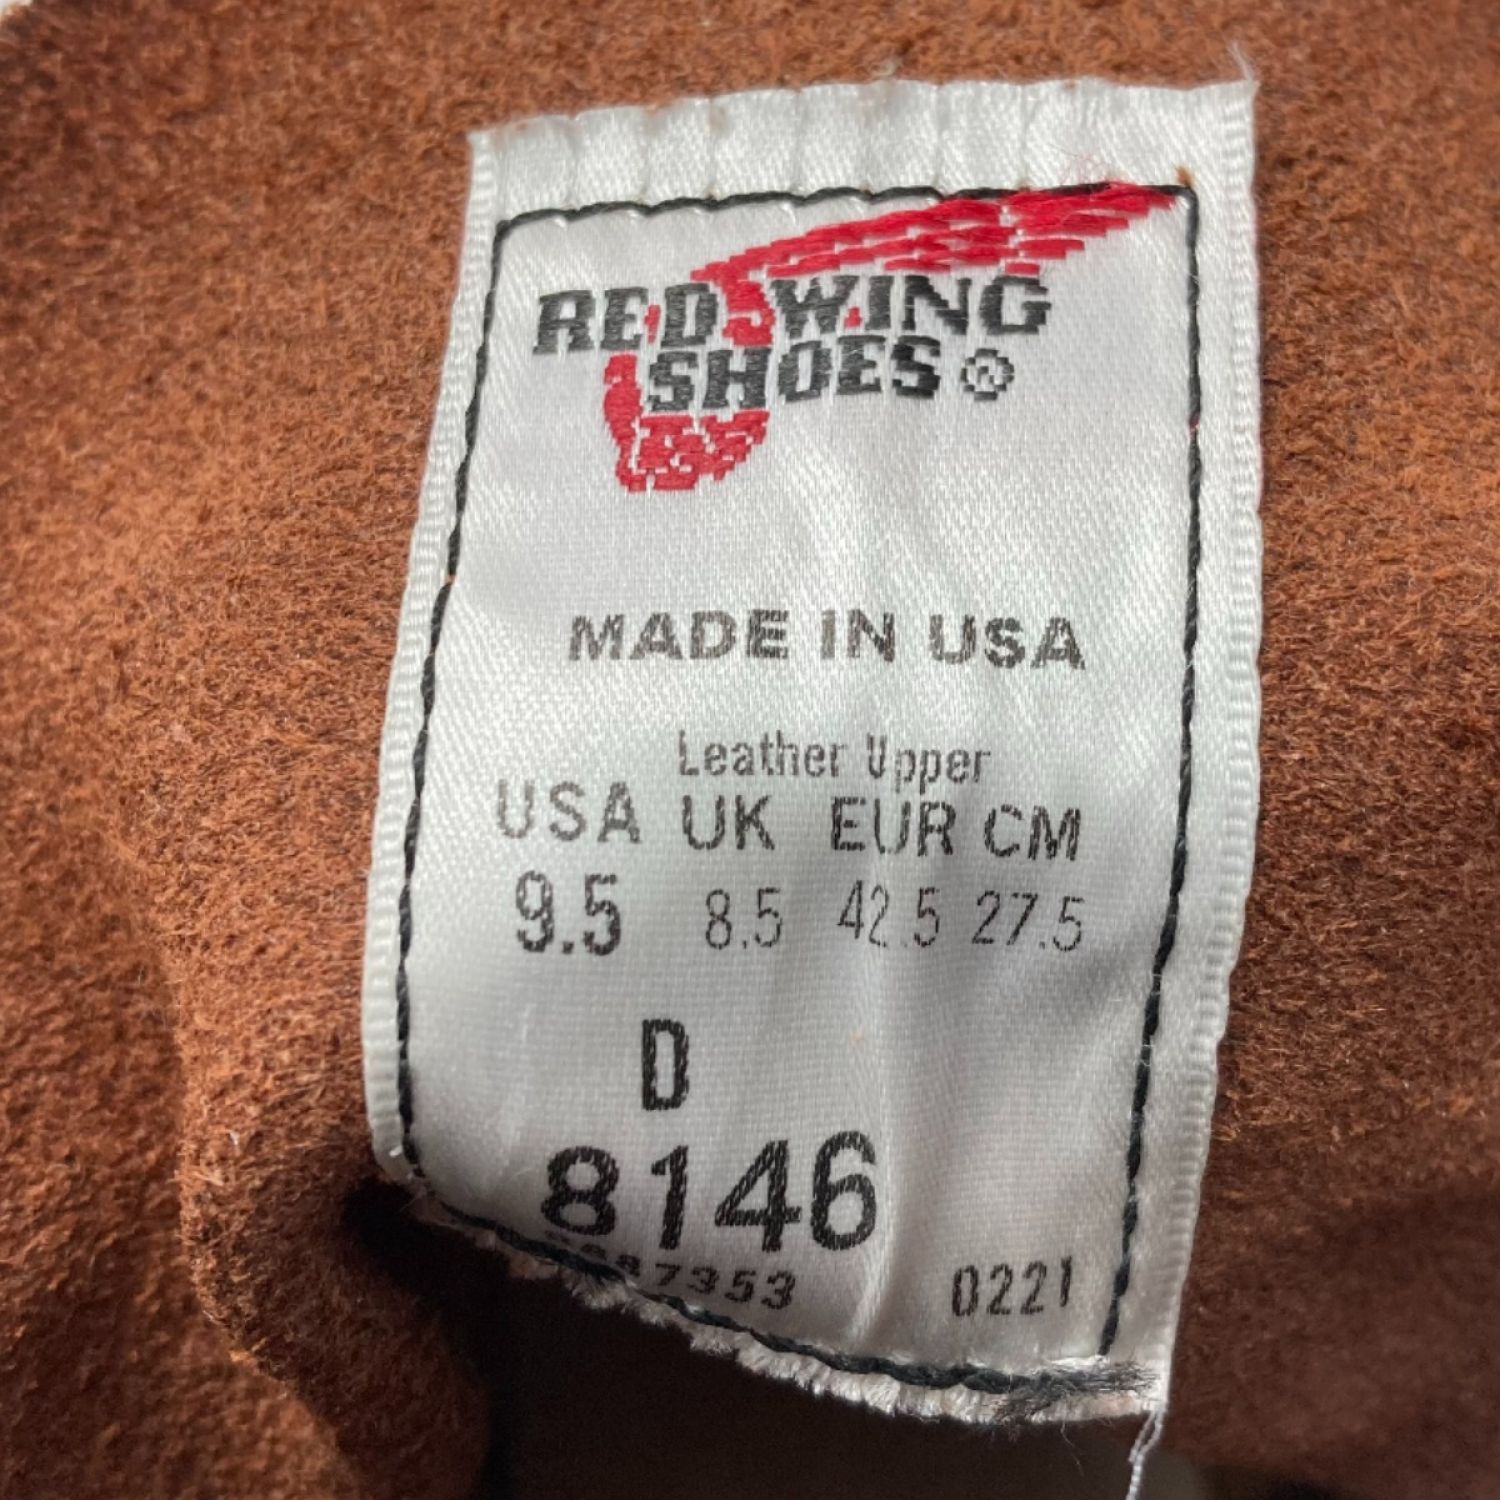 RED WING
SHOES ®
MADE IN USA
Leather Upper
USA UK EUR CM
9.5 8.5 42.5 27.5
D
8146
0221